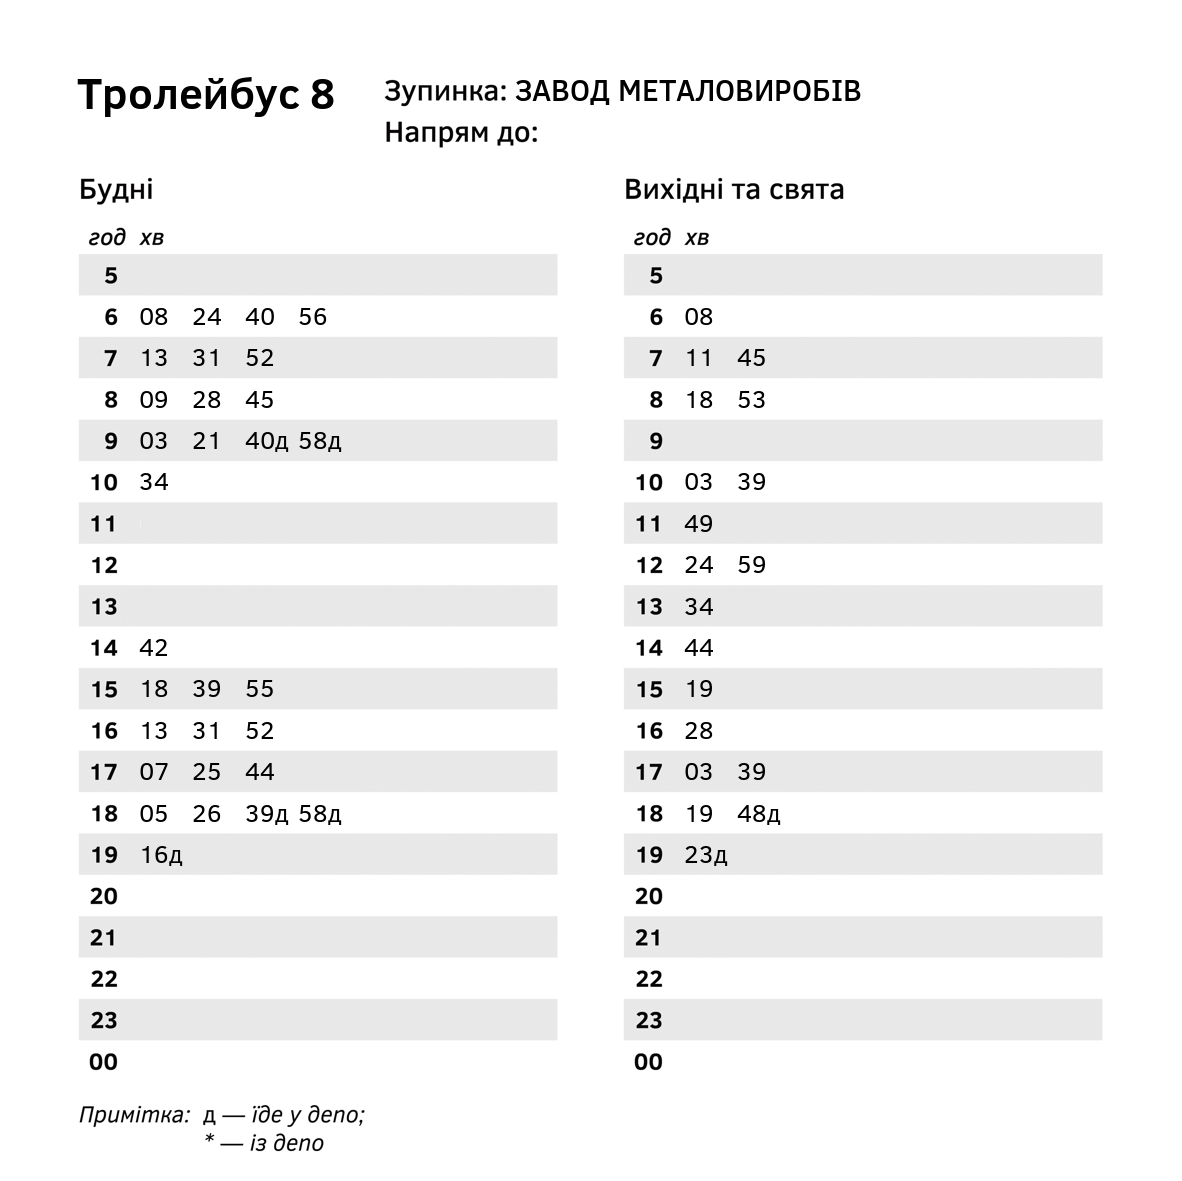 Тролейбус 8
Зупинка: ЗАВОД МЕТАЛОВИРОБІВ
Напрям до:
Будні
год хв
5
6 08 24 40 56
7 13 31 52
8 09 28 45
9 03 21 40д 58д
10 34
11
12
13
14 42
15 18 39 55
16 13 31 52
17 07 25 44
18 05 26 39д 58д
19 16д
20
21
22
23
00
Вихідні та свята
год хв
5
6 08
7 11 45
8 18 53
9
10 03 39
11 49
12 24 59
13 34
14 44
15 19
16 28
17 03 39
18 19 48д
19 23д
20
21
22
23
00
Примітка: д — їде у депо;
* — із депо